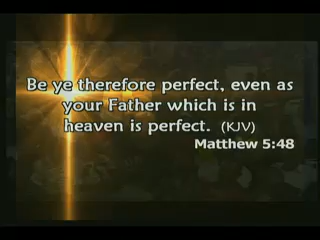 Be ye therefore perfect, even as
your Father which is in
heaven is perfect. (KJV)
Matthew 5:48